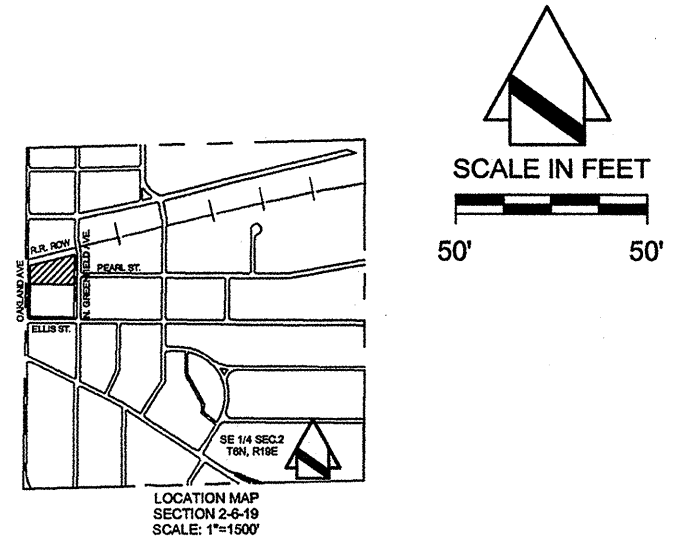 SCALE IN FEET
50' 50'
R.R. ROW
OAKLAND AVE
N. GREENFIELD AVE.
PEARL ST.
ELLIS ST.
SE 1/4 SEC.2
T6N, R19E
LOCATION MAP
SECTION 2-6-19
SCALE: 1"=1500'